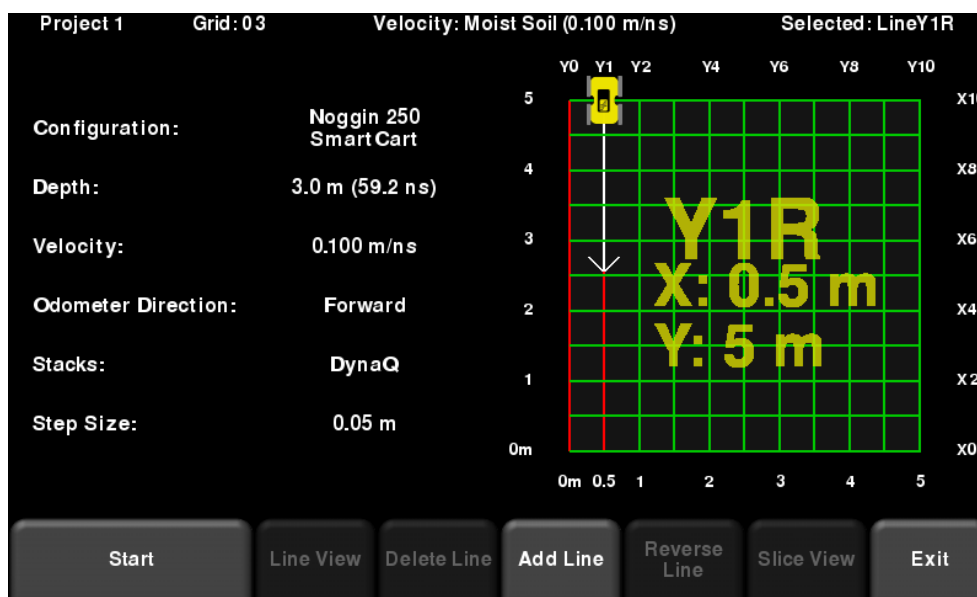 Project 1 Grid: 03 Velocity: Moist Soil (0.100 m/ns) Selected: LineY1R
Configuration: Noggin 250 SmartCart
Depth: 3.0 m (59.2 ns)
Velocity: 0.100 m/ns
Odometer Direction: Forward
Stacks: DynaQ
Step Size: 0.05 m
Y0 Y1 Y2 Y4 Y6 Y8 Y10
5 X10
4 X8
3 X6
2 X4
1 X2
0m X0
Y1R
X: 0.5 m
Y: 5 m
0m 0.5 1 2 3 4 5
Start Line View Delete Line Add Line Reverse Line Slice View Exit